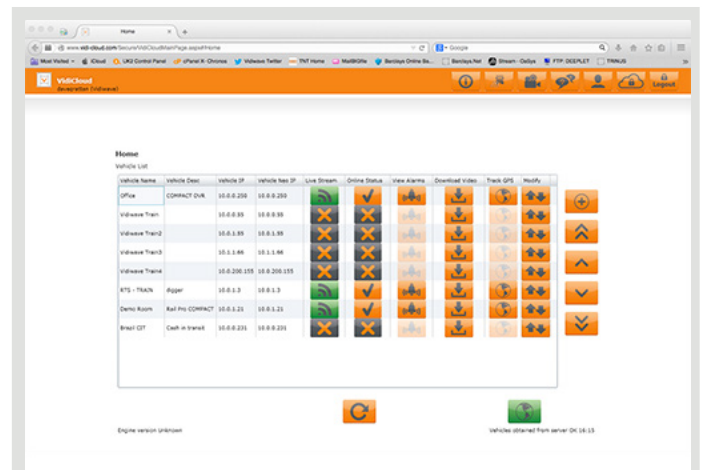 Home
www.vidi-cloud.com/Secure/VidiCloudMainPage.aspx#Home
Google
Most Visited
iCloud
UK2 Control Panel
cPanel X- Chronos
Vidiwave Twitter
TNT Home
MailBigfile
Barclays Online Ba...
Barclays.Net
FTP: DEEPLET
TRINUS
VidiCloud
Logout
Home
Vehicle List
Vehicle Name Vehicle Desc Vehicle IP Vehicle Neo IP Live Stream Online Status View Alarms Download Video Track GPS Modify
Office COMPACT DVR 10.0.0.250 10.0.0.250
Vidiwave Train 10.0.0.55 10.0.0.55
Vidiwave Train2 10.0.1.55 10.0.1.55
Vidiwave Train3 10.1.1.66 10.1.1.66
Vidiwave Train4 10.0.200.155 10.0.200.155
RTS - TRAIN digger 10.0.1.3 10.0.1.3
Demo Room Rail Pro COMPACT 10.0.1.21 10.0.1.21
Brazil CIT Cash in transit 10.0.0.231 10.0.0.231
Engine version Unknown
Vehicles obtained from server OK 16:15